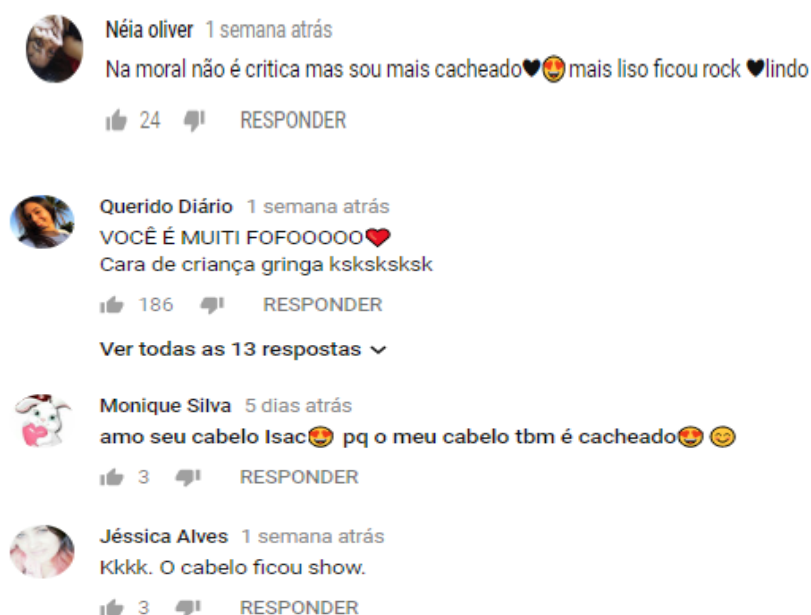 Néia oliver 1 semana atrás
Na moral não é critica mas sou mais cacheado🖤😍mais liso ficou rock 🖤lindo
24 RESPONDER
Querido Diário 1 semana atrás
VOCÊ É MUITI FOFOOOOO❤
Cara de criança gringa ksksksksk
186 RESPONDER
Ver todas as 13 respostas
Monique Silva 5 dias atrás
amo seu cabelo Isac😍 pq o meu cabelo tbm é cacheado😍 😊
3 RESPONDER
Jéssica Alves 1 semana atrás
Kkkk. O cabelo ficou show.
3 RESPONDER